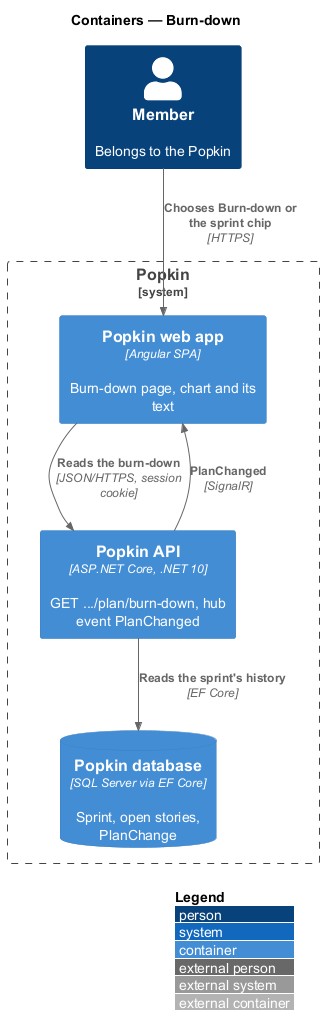 Containers — Burn-down
Member
Belongs to the Popkin
Chooses Burn-down or
the sprint chip
[HTTPS]
Popkin
[system]
Popkin web app
[Angular SPA]
Burn-down page, chart and its
text
Reads the burn-down
[JSON/HTTPS, session
cookie]
PlanChanged
[SignalR]
Popkin API
[ASP.NET Core, .NET 10]
GET .../plan/burn-down, hub
event PlanChanged
Reads the sprint's history
[EF Core]
Popkin database
[SQL Server via EF Core]
Sprint, open stories,
PlanChange
Legend
person
system
container
external person
external system
external container